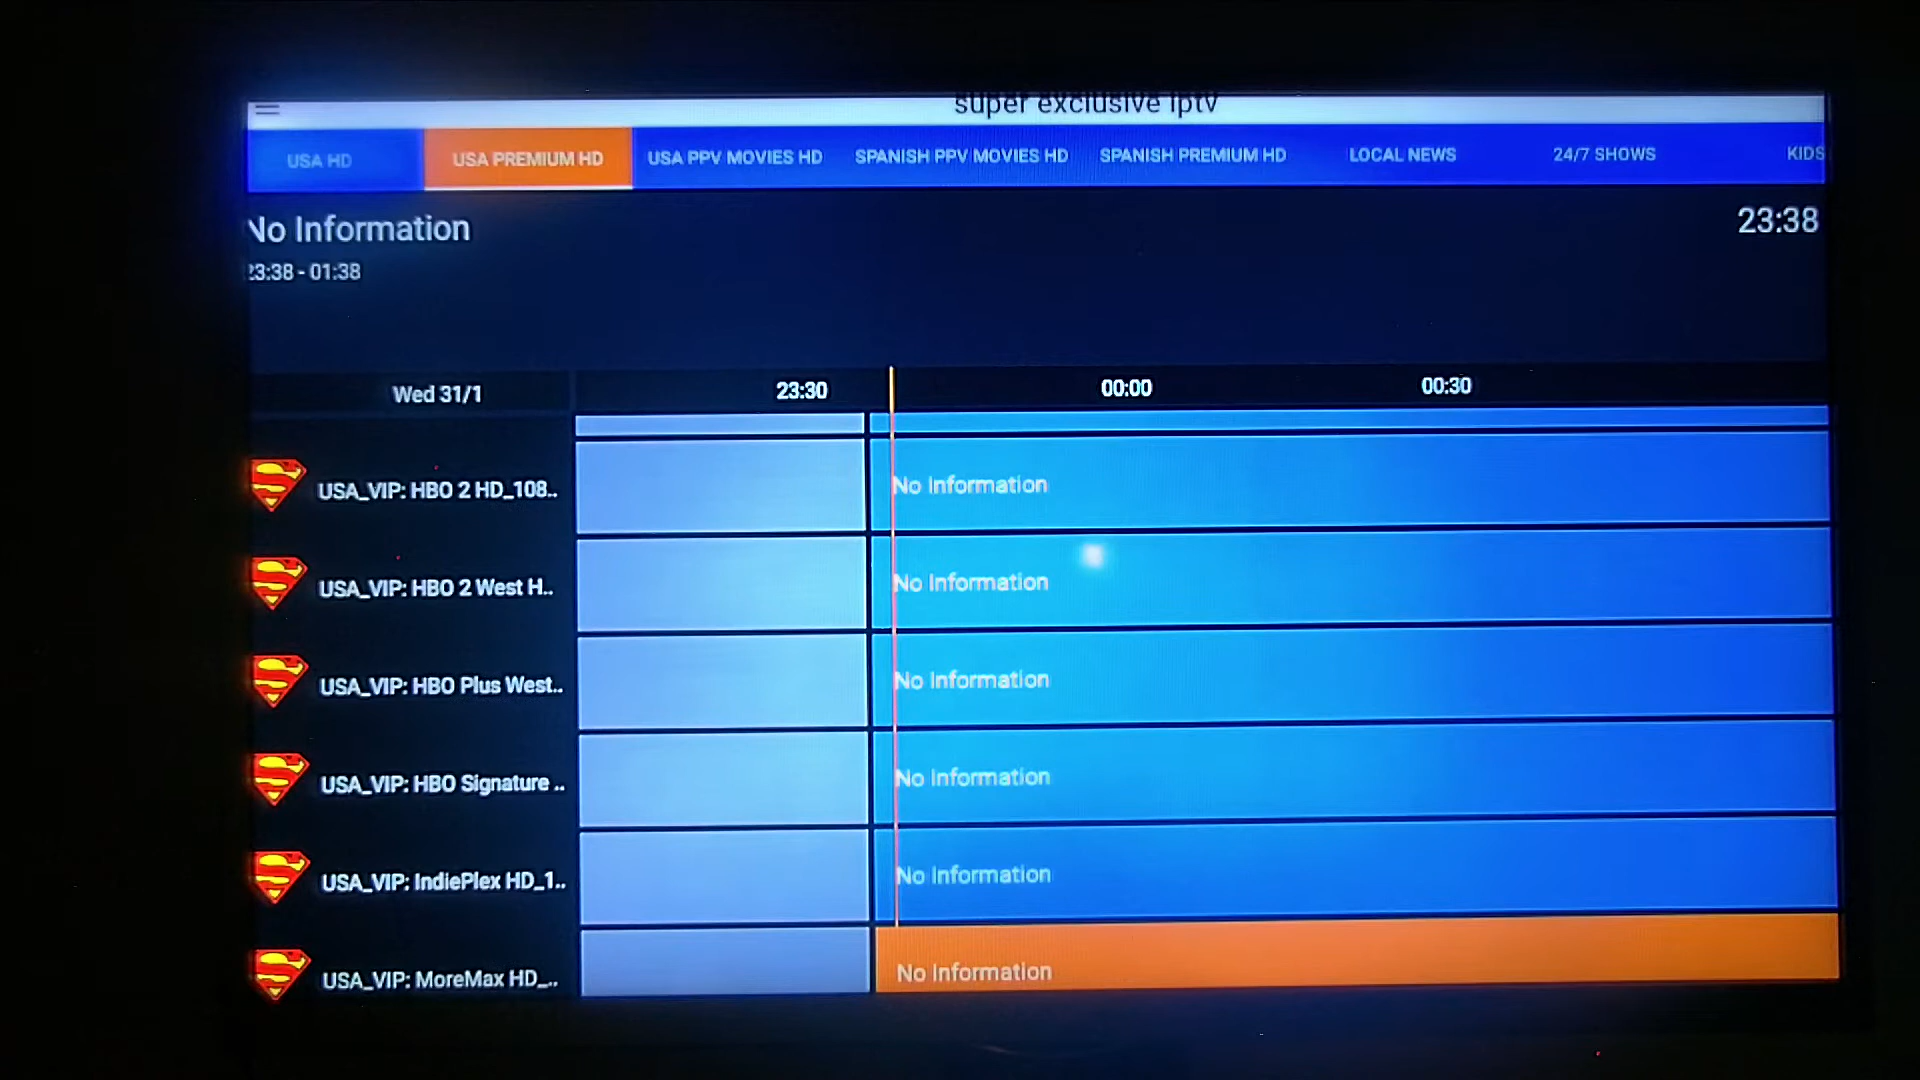 super exclusive iptv
USA HD
USA PREMIUM HD
USA PPV MOVIES HD
SPANISH PPV MOVIES HD
SPANISH PREMIUM HD
LOCAL NEWS
24/7 SHOWS
KIDS
No Information
23:38
23:38 - 01:38
Wed 31/1
23:30
00:00
00:30
USA_VIP: HBO 2 HD_108..
No Information
USA_VIP: HBO 2 West H..
No Information
USA_VIP: HBO Plus West..
No Information
USA_VIP: HBO Signature ..
No Information
USA_VIP: IndiePlex HD_1..
No Information
USA_VIP: MoreMax HD_..
No Information